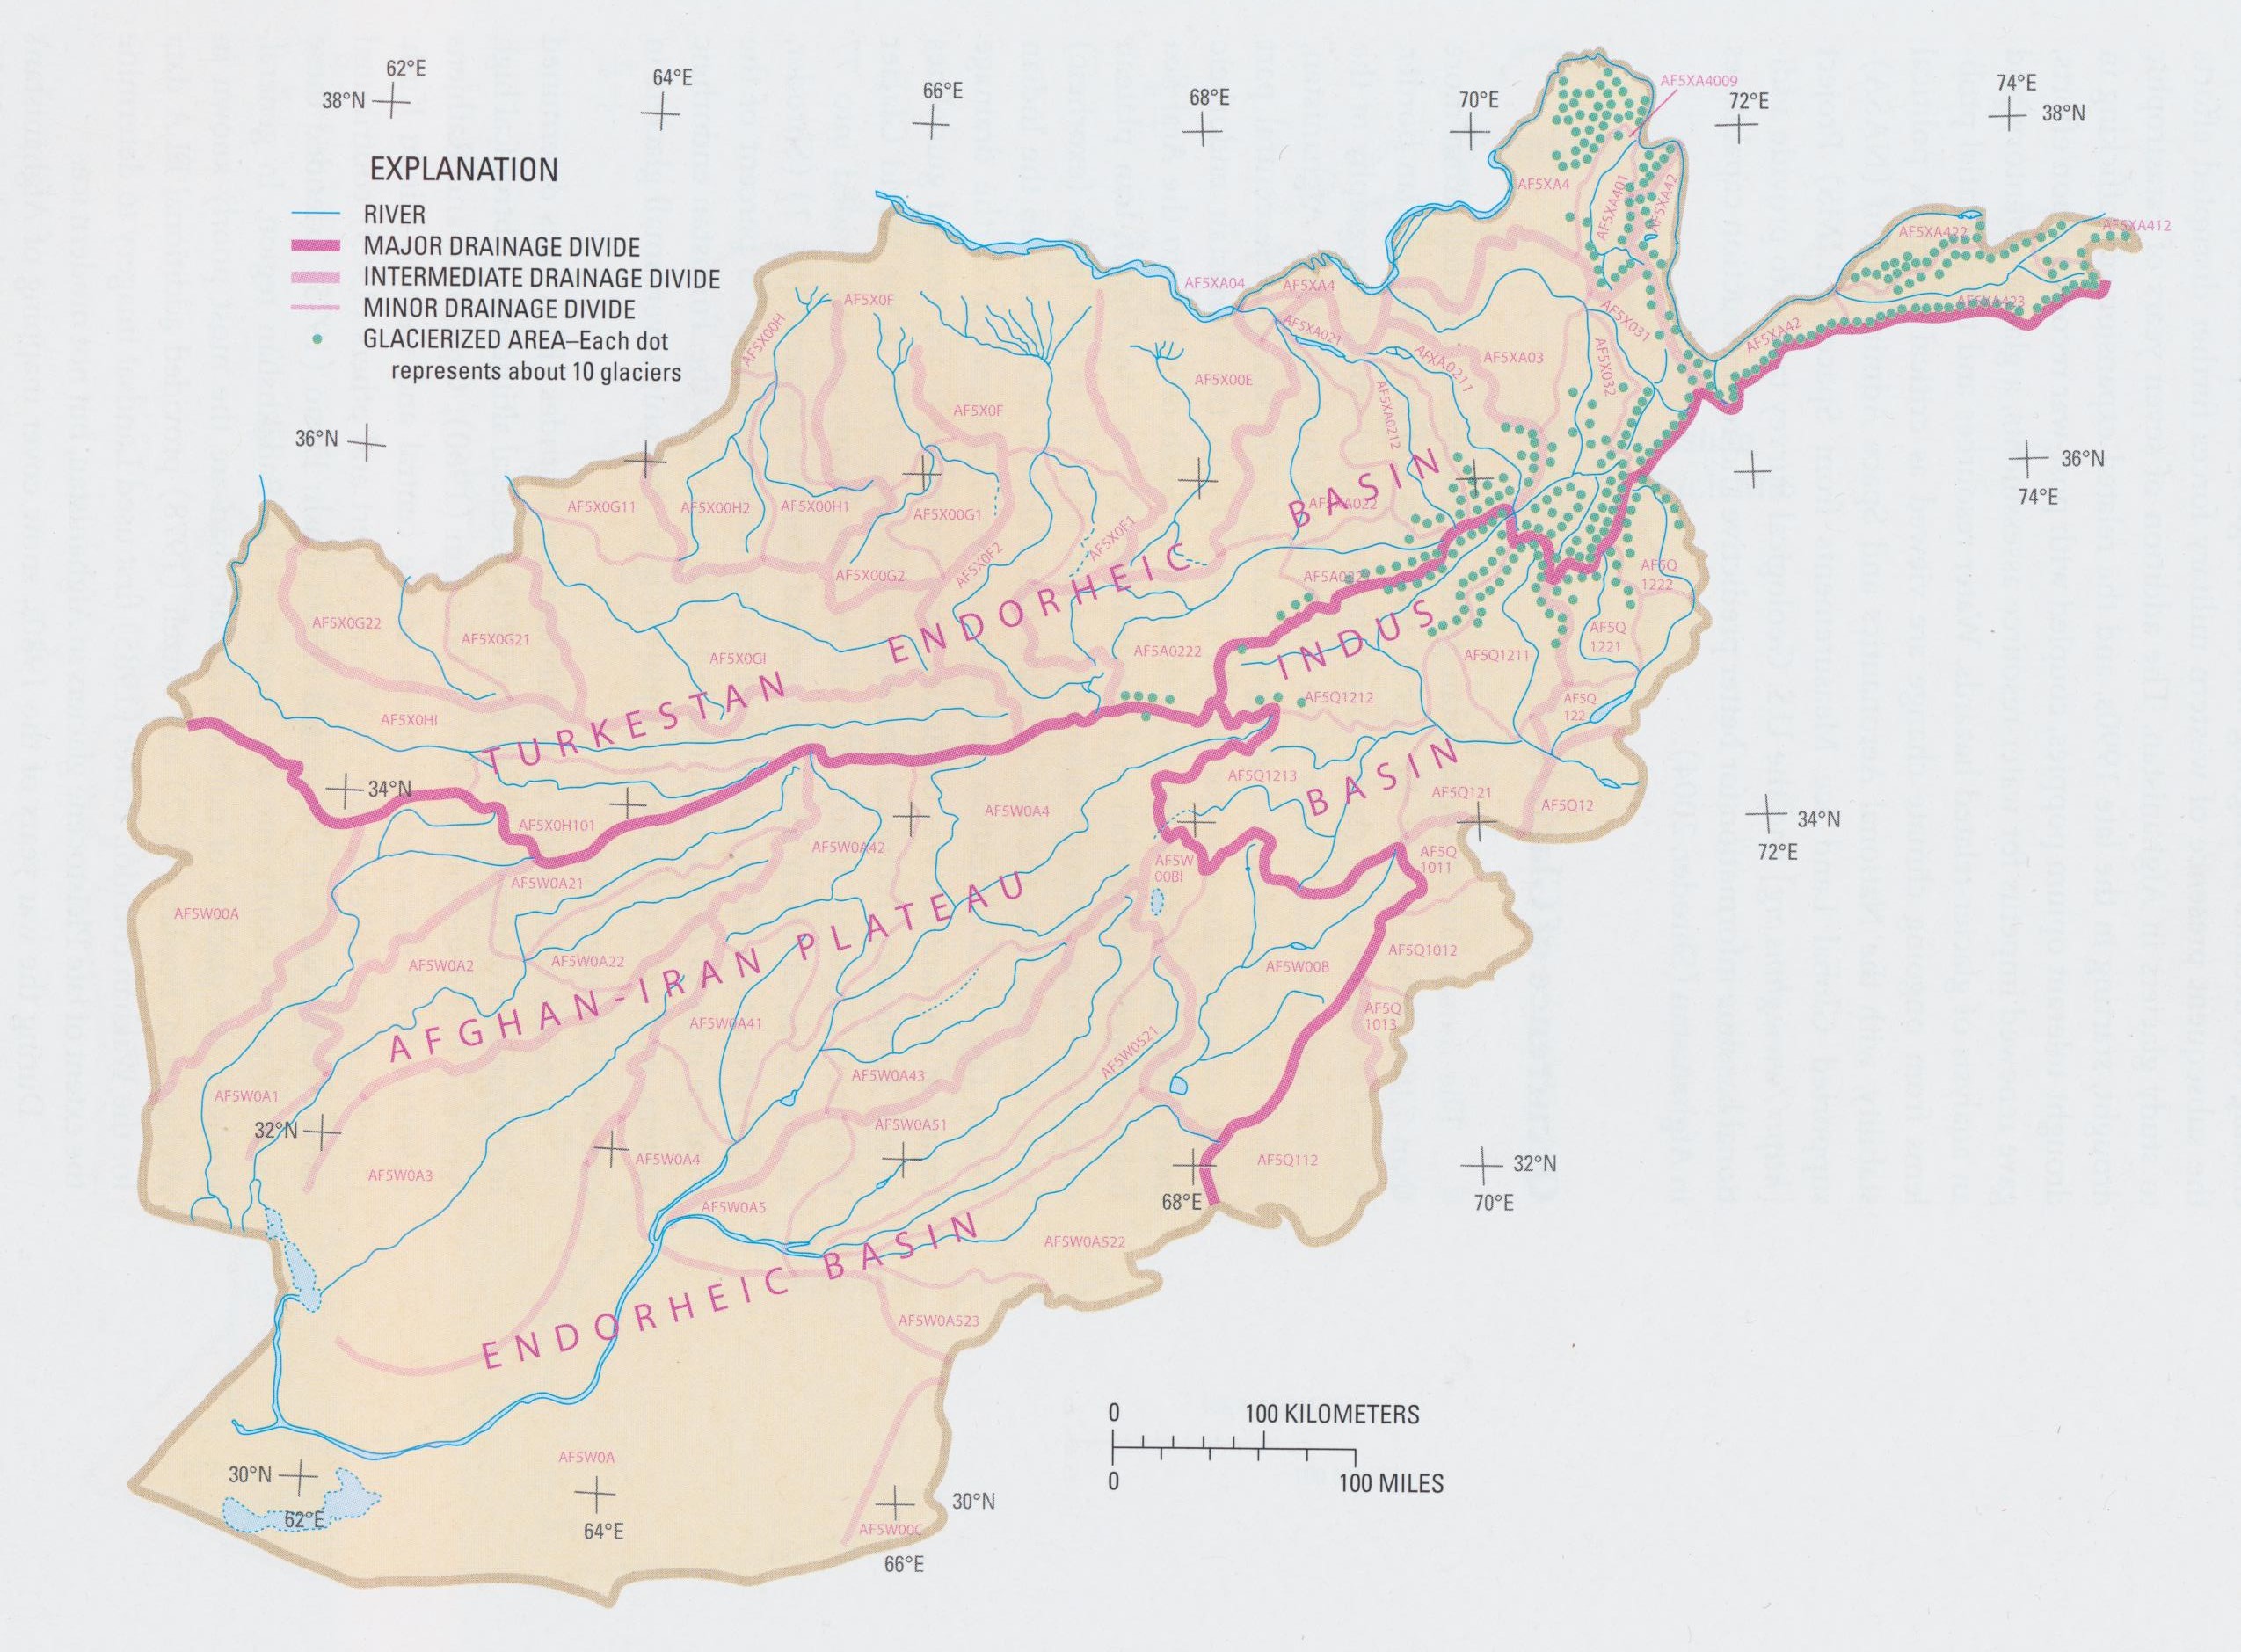 62°E
64°E
66°E
68°E
70°E
72°E
74°E
38°N
38°N
EXPLANATION
RIVER
MAJOR DRAINAGE DIVIDE
INTERMEDIATE DRAINAGE DIVIDE
MINOR DRAINAGE DIVIDE
GLACIERIZED AREA–Each dot
represents about 10 glaciers
AF5XA4009
AF5XA4
AF5XA401
AF5XA42
AF5XA422
AF5XA412
AF5XA423
AF5XA42
AF5XA04
AF5XA4
AF5X0F
AF5X00H
AF5XA021
AFXA0211
AF5XA03
AF5X031
AF5X032
AF5X00E
AF5XA0212
AF5X0F
36°N
36°N
74°E
AF5X0G11
AF5X00H2
AF5X00H1
AF5X00G1
AF5XA022
AF5X0F1
AF5X0F2
AF5X00G2
AF5Q
1222
AF5X0G22
AF5X0G21
AF5X0GI
AF5A0222
AF5Q1211
AF5Q
1221
AF5Q1212
AF5Q
122
AF5X0HI
TURKESTAN ENDORHEIC BASIN
INDUS
BASIN
34°N
AF5X0H101
AF5W0A4
AF5Q1213
AF5Q121
AF5Q12
34°N
72°E
AF5W0A42
AF5W
00BI
AF5Q
1011
AF5W0A21
AF5W00A
AF5W0A2
AF5W0A22
AF5W00B
AF5Q1012
AFGHAN-IRAN PLATEAU
AF5W0A41
AF5Q
1013
AF5W0521
AF5W0A43
AF5W0A1
AF5W0A51
32°N
AF5W0A3
AF5W0A4
AF5Q112
32°N
68°E
70°E
AF5W0A5
AF5W0A522
ENDORHEIC BASIN
AF5W0A523
0
100 KILOMETERS
0
100 MILES
AF5W0A
30°N
62°E
64°E
30°N
AF5W00C
66°E